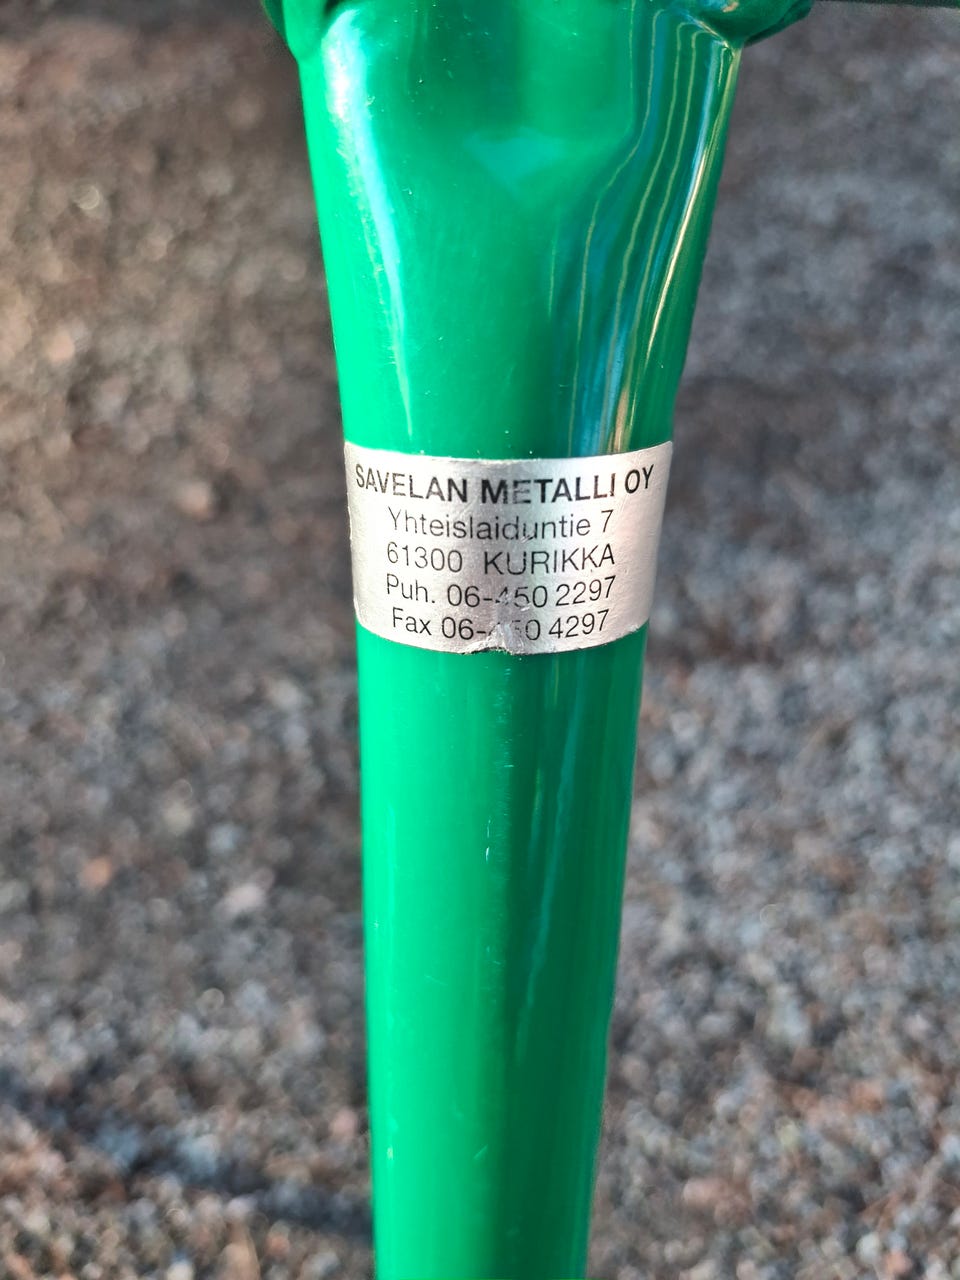 SAVELAN METALLI OY
Yhteislaiduntie 7
61300 KURIKKA
Puh. 06-450 2297
Fax 06-450 4297